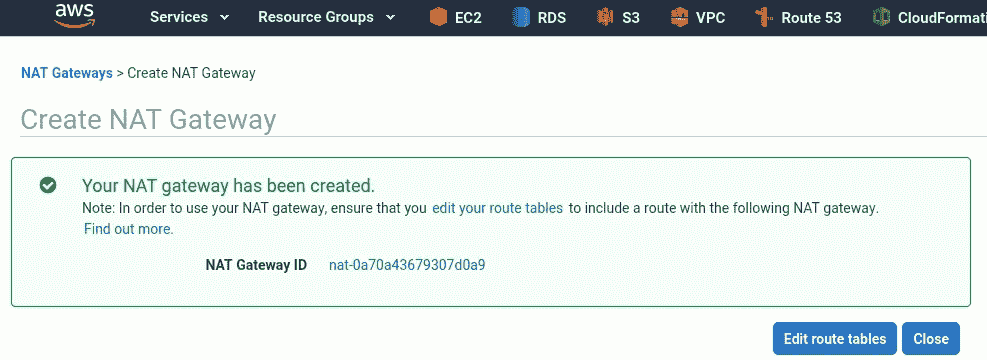 aws Services Resource Groups EC2 RDS S3 VPC Route 53 CloudFormati
NAT Gateways > Create NAT Gateway
Create NAT Gateway
Your NAT gateway has been created.
Note: In order to use your NAT gateway, ensure that you edit your route tables to include a route with the following NAT gateway.
Find out more.
NAT Gateway ID nat-0a70a43679307d0a9
Edit route tables Close